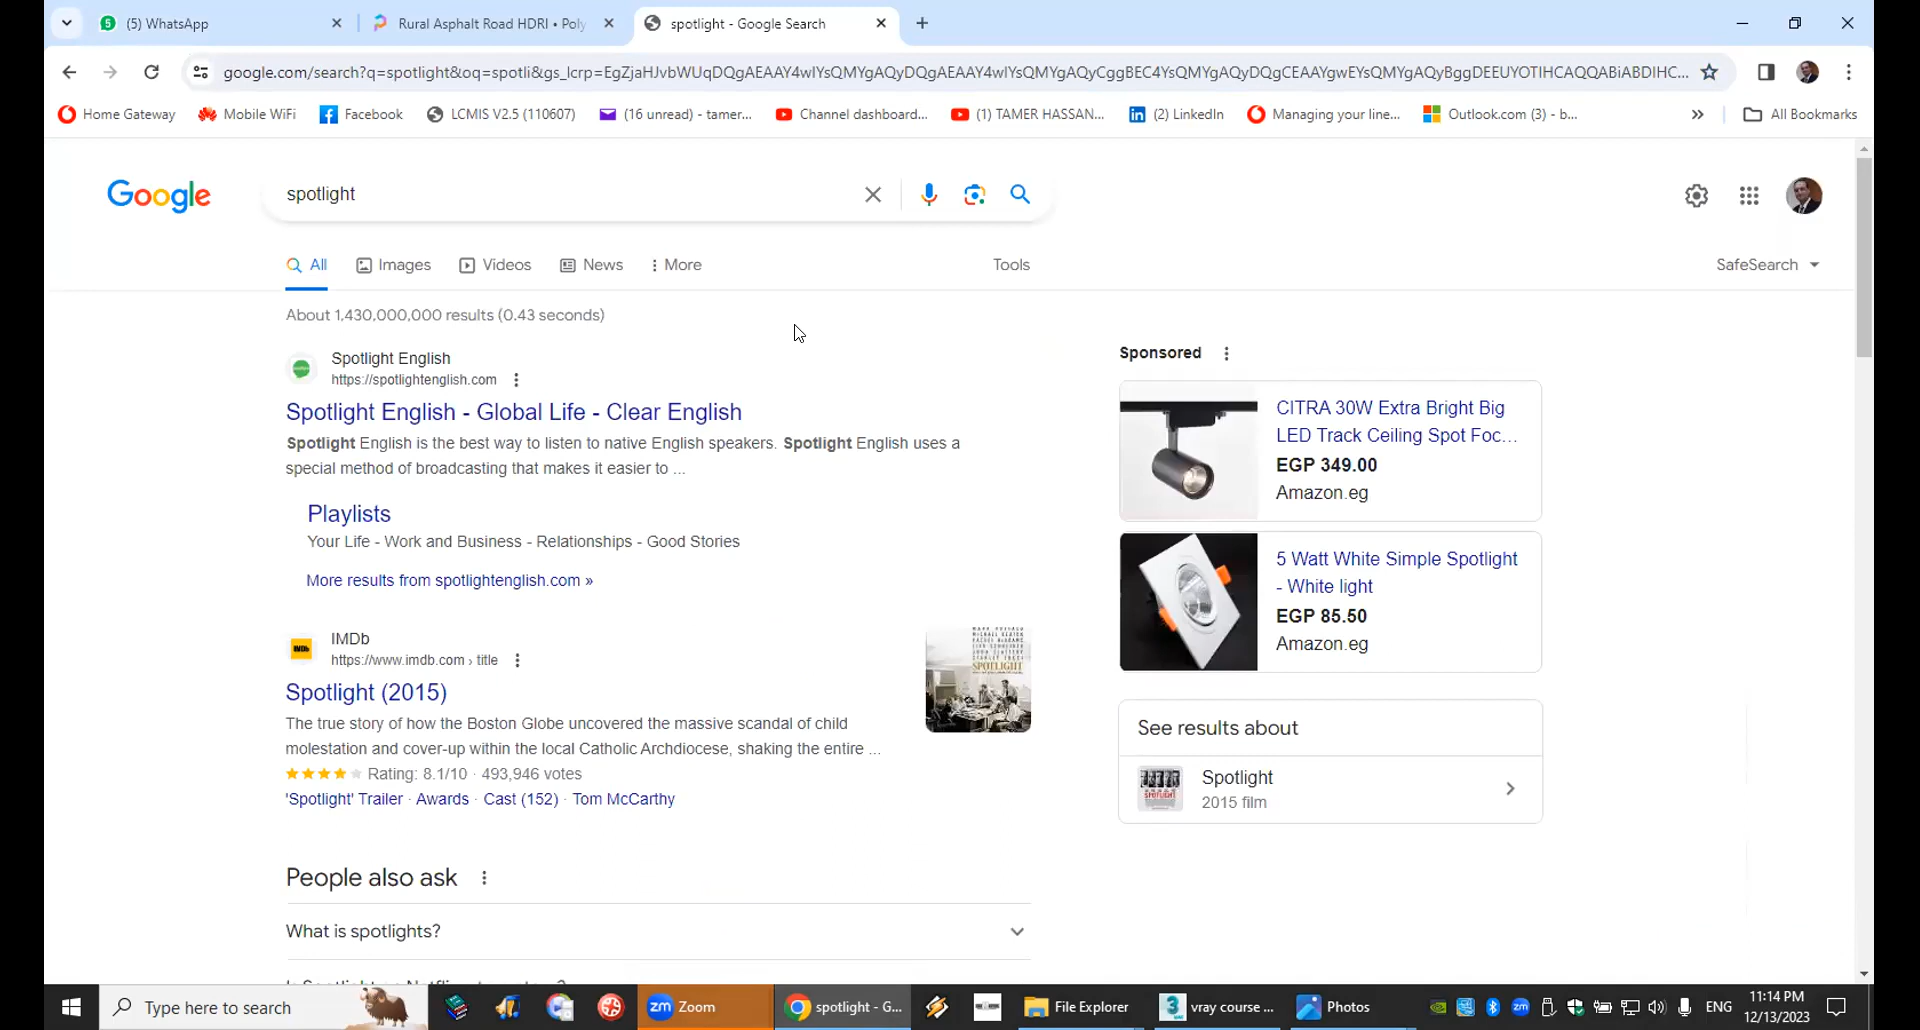 (5) WhatsApp
Rural Asphalt Road HDRI • Poly
spotlight - Google Search
google.com/search?q=spotlight&oq=spotli&gs_lcrp=EgZjaHJvbWUqDQgAEAAY4wIYsQMYgAQyDQgAEAAY4wIYsQMYgAQyCggBEC4YsQMYgAQyDQgCEAAYgwEYsQMYgAQyBggDEEUYOTIHCAQQABiABDIHC...
Home Gateway
Mobile WiFi
Facebook
LCMIS V2.5 (110607)
(16 unread) - tamer...
Channel dashboard...
(1) TAMER HASSAN...
(2) LinkedIn
Managing your line...
Outlook.com (3) - b...
»
All Bookmarks
Google
spotlight
All
Images
Videos
News
More
Tools
SafeSearch
About 1,430,000,000 results (0.43 seconds)
Spotlight English
https://spotlightenglish.com
Spotlight English - Global Life - Clear English
Spotlight English is the best way to listen to native English speakers. Spotlight English uses a
special method of broadcasting that makes it easier to ...
Playlists
Your Life - Work and Business - Relationships - Good Stories
More results from spotlightenglish.com »
IMDb
https://www.imdb.com › title
Spotlight (2015)
The true story of how the Boston Globe uncovered the massive scandal of child
molestation and cover-up within the local Catholic Archdiocese, shaking the entire ...
Rating: 8.1/10 · 493,946 votes
'Spotlight' Trailer · Awards · Cast (152) · Tom McCarthy
SPOTLIGHT
People also ask
What is spotlights?
Sponsored
CITRA 30W Extra Bright Big
LED Track Ceiling Spot Foc...
EGP 349.00
Amazon.eg
5 Watt White Simple Spotlight
- White light
EGP 85.50
Amazon.eg
See results about
Spotlight
2015 film
Type here to search
zm Zoom
spotlight - G...
File Explorer
3 vray course ...
Photos
ENG
11:14 PM
12/13/2023